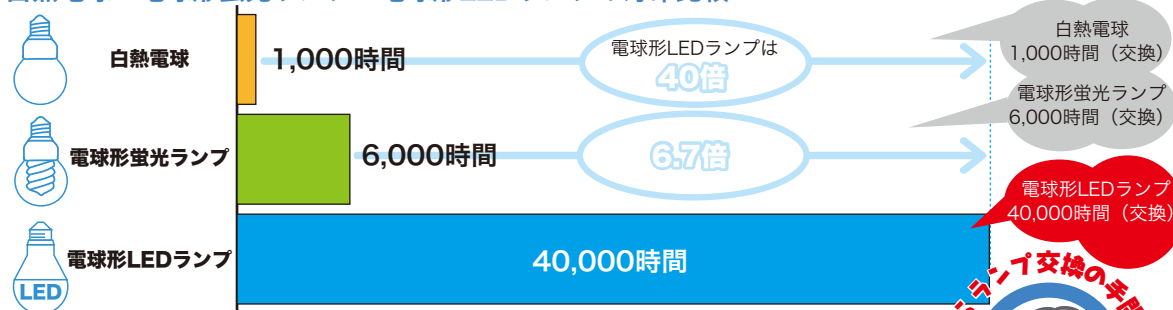 白熱電球
1,000時間
電球形LEDランプは
40倍
白熱電球
1,000時間（交換）
電球形蛍光ランプ
6,000時間
6.7倍
電球形蛍光ランプ
6,000時間（交換）
電球形LEDランプ
40,000時間
電球形LEDランプ
40,000時間（交換）
LED
ランプ交換の手間